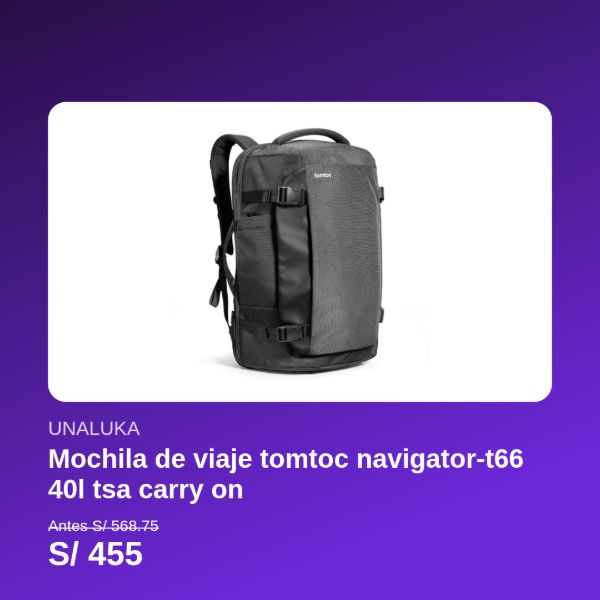 tomtoc
UNALUKA
Mochila de viaje tomtoc navigator-t66
40l tsa carry on
Antes S/ 568.75
S/ 455